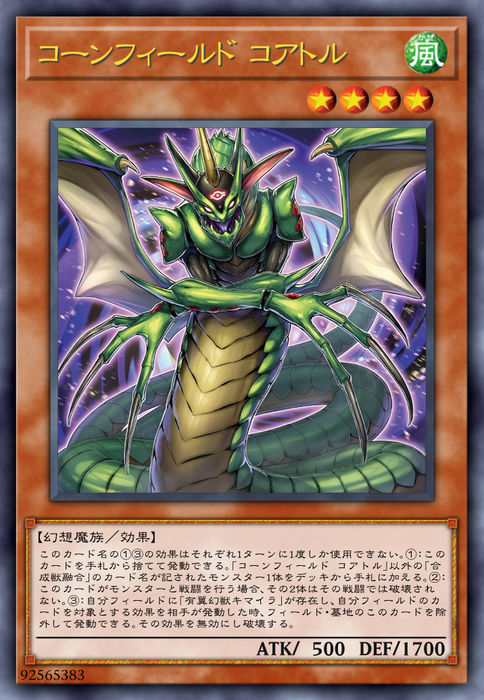 コーンフィールド コアトル
かぜ
風
【幻想魔族／効果】
このカード名の①③の効果はそれぞれ1ターンに1度しか使用できない。①：この
カードを手札から捨てて発動できる。「コーンフィールド コアトル」以外の「合
成獣融合」のカード名が記されたモンスター1体をデッキから手札に加える。②：
このカードがモンスターと戦闘を行う場合、その2体はその戦闘では破壊され
ない。③：自分フィールドに「有翼幻獣キマイラ」が存在し、自分フィールドのカー
ドを対象とする効果を相手が発動した時、フィールド・墓地のこのカードを除
外して発動できる。その効果を無効にし破壊する。
ATK/ 500 DEF/1700
92565383